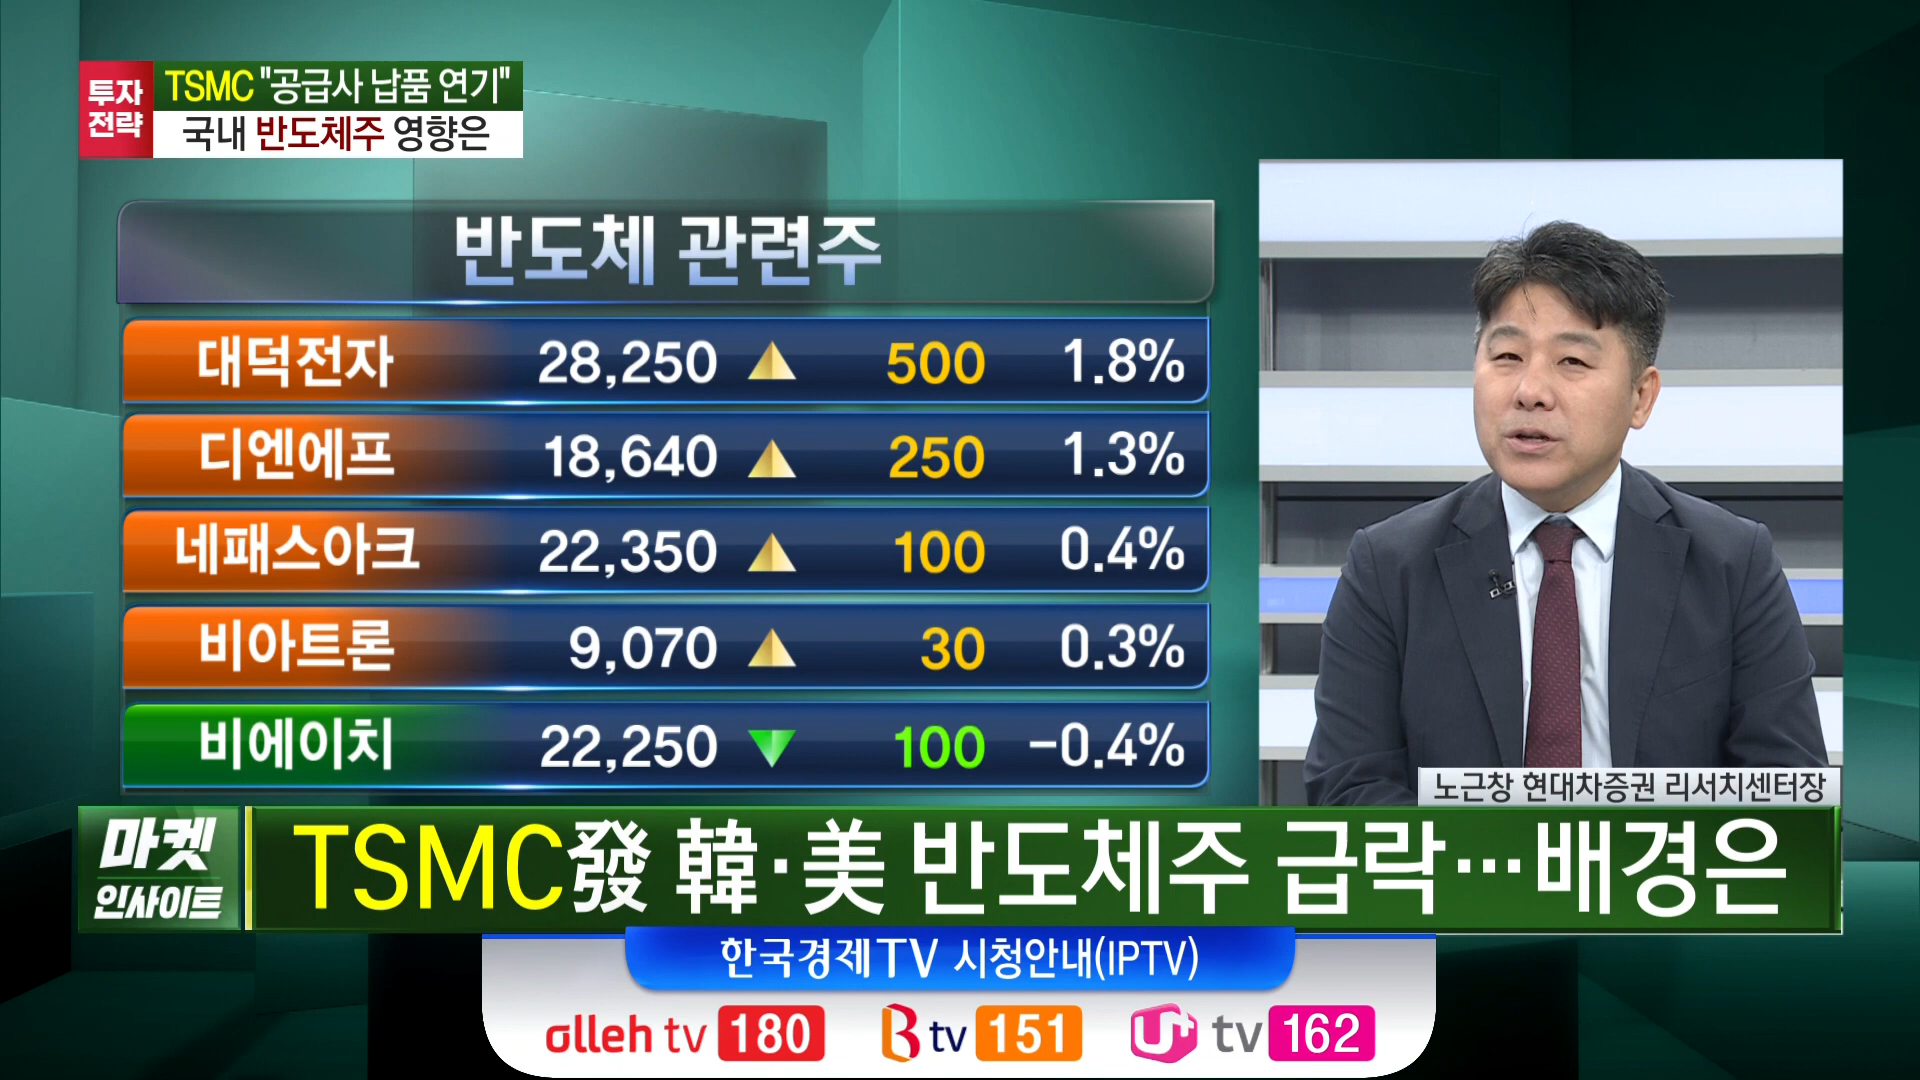 투자
전략
TSMC "공급사 납품 연기"
국내 반도체주 영향은
반도체 관련주
대덕전자 28,250 ▲ 500 1.8%
디엔에프 18,640 ▲ 250 1.3%
네패스아크 22,350 ▲ 100 0.4%
비아트론 9,070 ▲ 30 0.3%
비에이치 22,250 ▼ 100 -0.4%
노근창 현대차증권 리서치센터장
마켓
인사이트
TSMC發 韓·美 반도체주 급락…배경은
한국경제TV 시청안내(IPTV)
olleh tv 180 B tv 151 U+ tv 162